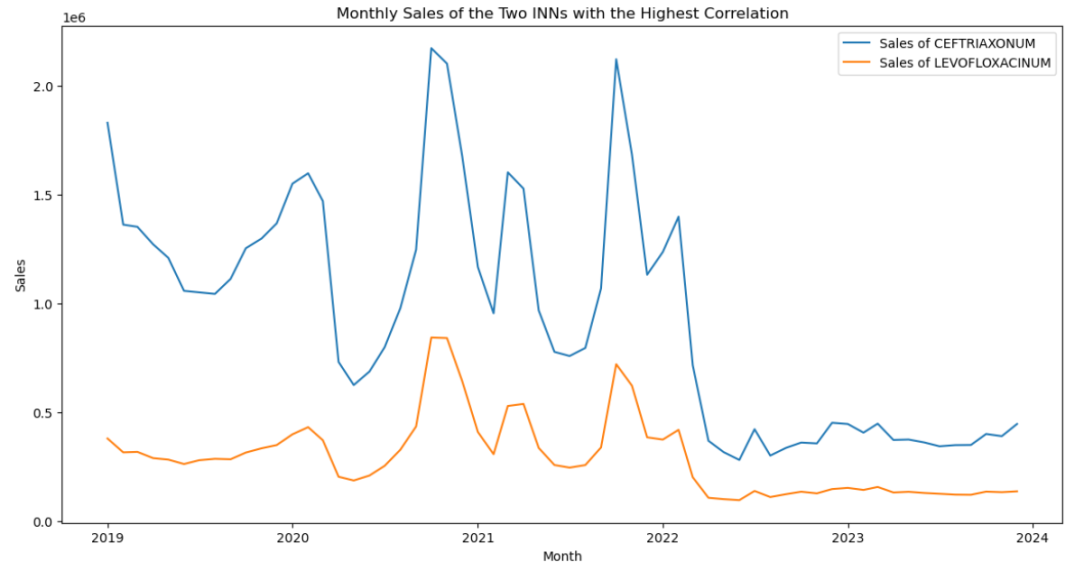 Monthly Sales of the Two INNs with the Highest Correlation
1e6
Sales of CEFTRIAXONUM
Sales of LEVOFLOXACINUM
2.0
1.5
1.0
0.5
0.0
Sales
2019 2020 2021 2022 2023 2024
Month